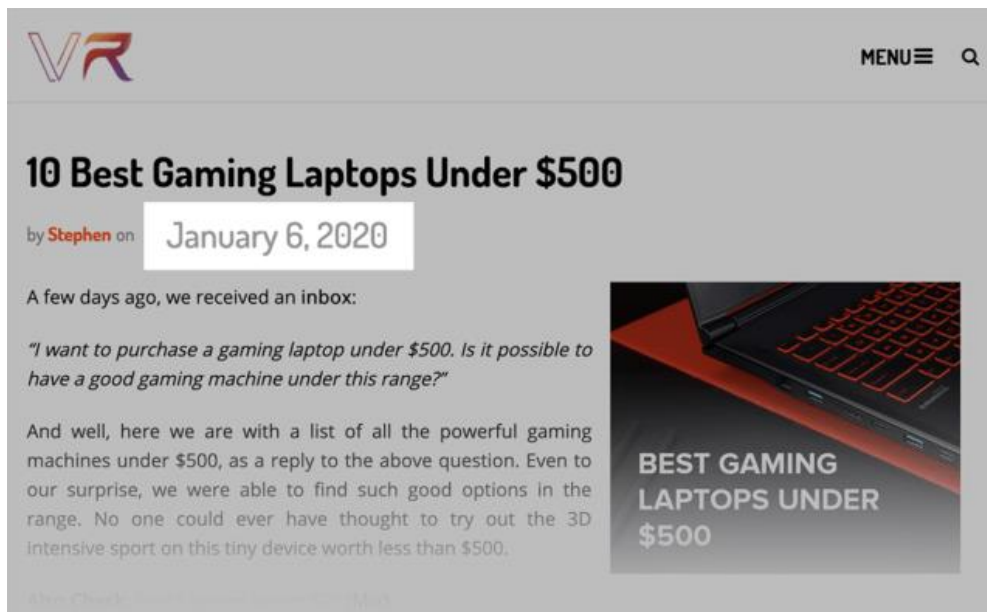 VR
MENU
10 Best Gaming Laptops Under $500
by Stephen on January 6, 2020
A few days ago, we received an inbox:
"I want to purchase a gaming laptop under $500. Is it possible to
have a good gaming machine under this range?"
And well, here we are with a list of all the powerful gaming
machines under $500, as a reply to the above question. Even to
our surprise, we were able to find such good options in the
range. No one could ever have thought to try out the 3D
intensive sport on this tiny device worth less than $500.
BEST GAMING
LAPTOPS UNDER
$500